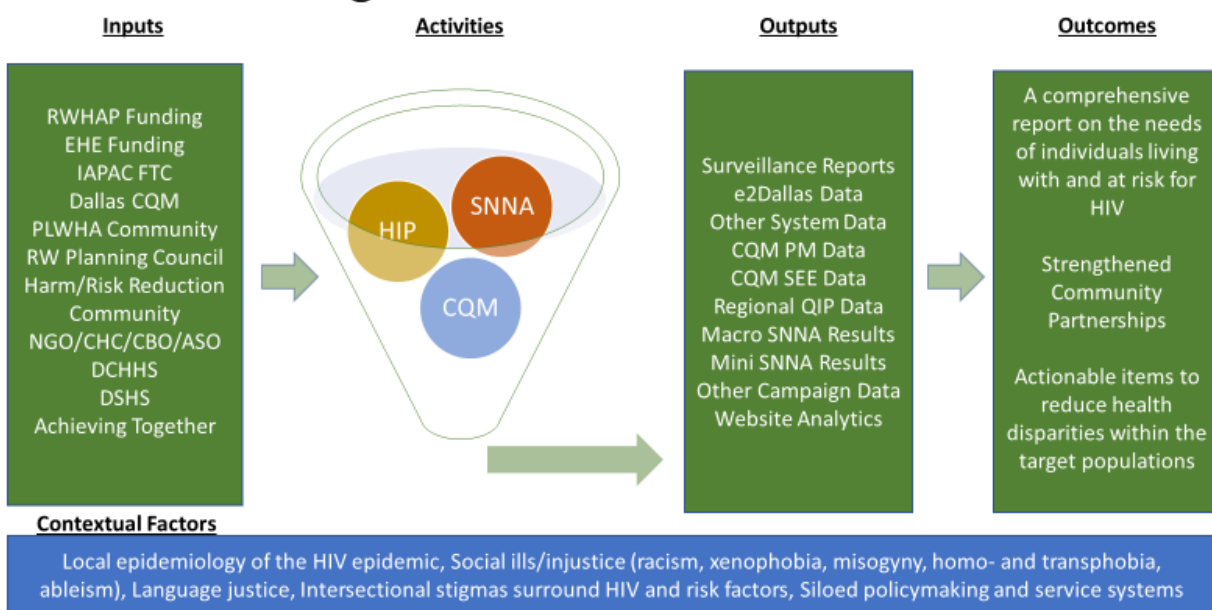 Inputs
RWHAP Funding
EHE Funding
IAPAC FTC
Dallas CQM
PLWHA Community
RW Planning Council
Harm/Risk Reduction
Community
NGO/CHC/CBO/ASO
DCHHS
DSHS
Achieving Together
Activities
HIP
SNNA
CQM
Outputs
Surveillance Reports
e2Dallas Data
Other System Data
CQM PM Data
CQM SEE Data
Regional QIP Data
Macro SNNA Results
Mini SNNA Results
Other Campaign Data
Website Analytics
Outcomes
A comprehensive
report on the needs
of individuals living
with and at risk for
HIV
Strengthened
Community
Partnerships
Actionable items to
reduce health
disparities within the
target populations
Contextual Factors
Local epidemiology of the HIV epidemic, Social ills/injustice (racism, xenophobia, misogyny, homo- and transphobia,
ableism), Language justice, Intersectional stigmas surround HIV and risk factors, Siloed policymaking and service systems